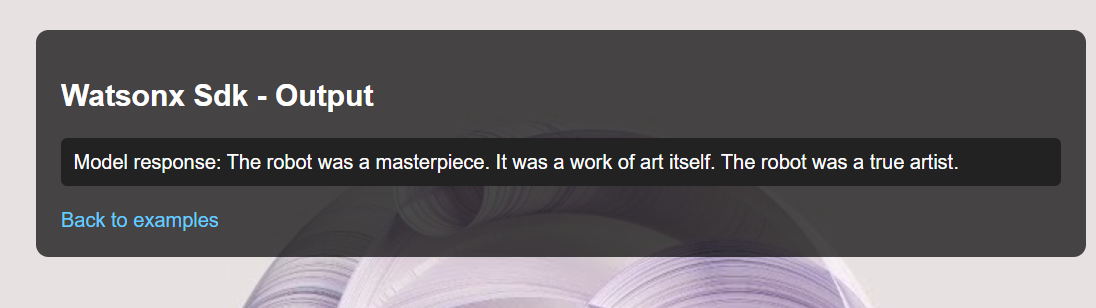 Watsonx Sdk - Output
Model response: The robot was a masterpiece. It was a work of art itself. The robot was a true artist.
Back to examples